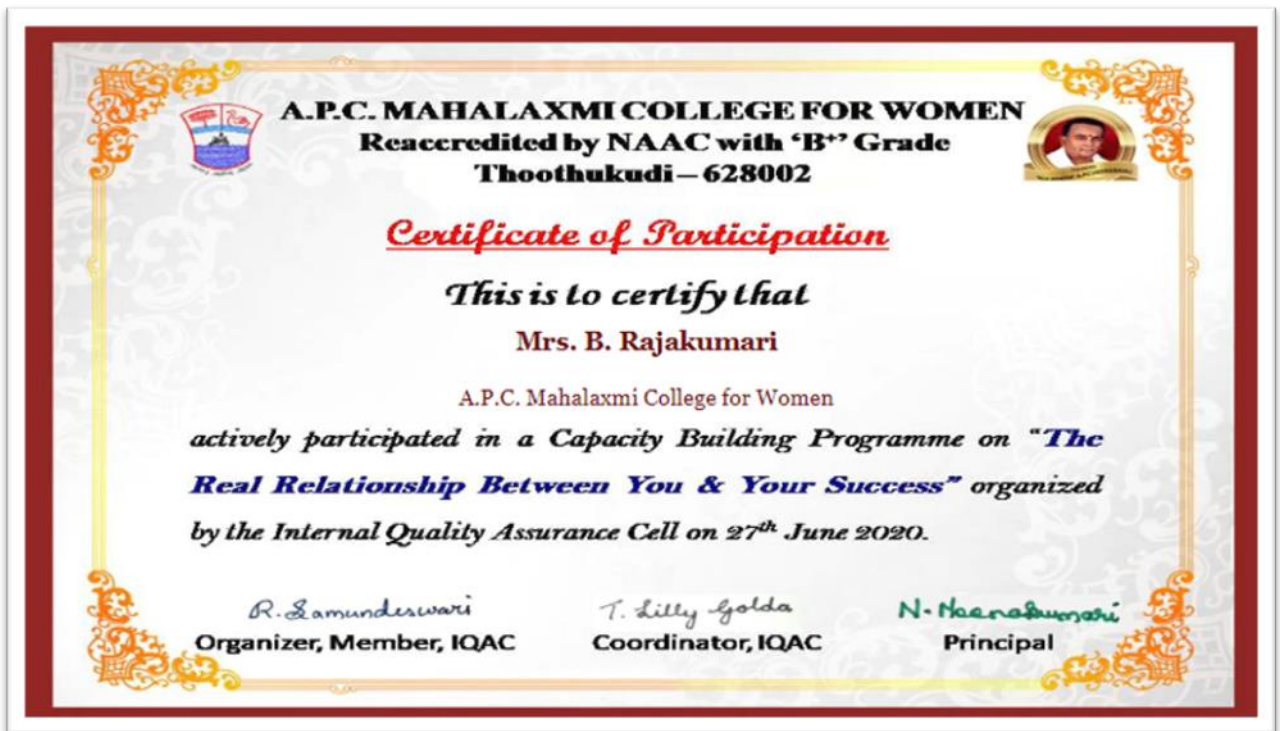 A.P.C. MAHALAXMI COLLEGE FOR WOMEN
Reaccredited by NAAC with ‘B+’ Grade
Thoothukudi – 628002
Certificate of Participation
This is to certify that
Mrs. B. Rajakumari
A.P.C. Mahalaxmi College for Women
actively participated in a Capacity Building Programme on “The
Real Relationship Between You & Your Success” organized
by the Internal Quality Assurance Cell on 27th June 2020.
R. Samundeswari T. Lilly Golda N. Meenakumari
Organizer, Member, IQAC Coordinator, IQAC Principal